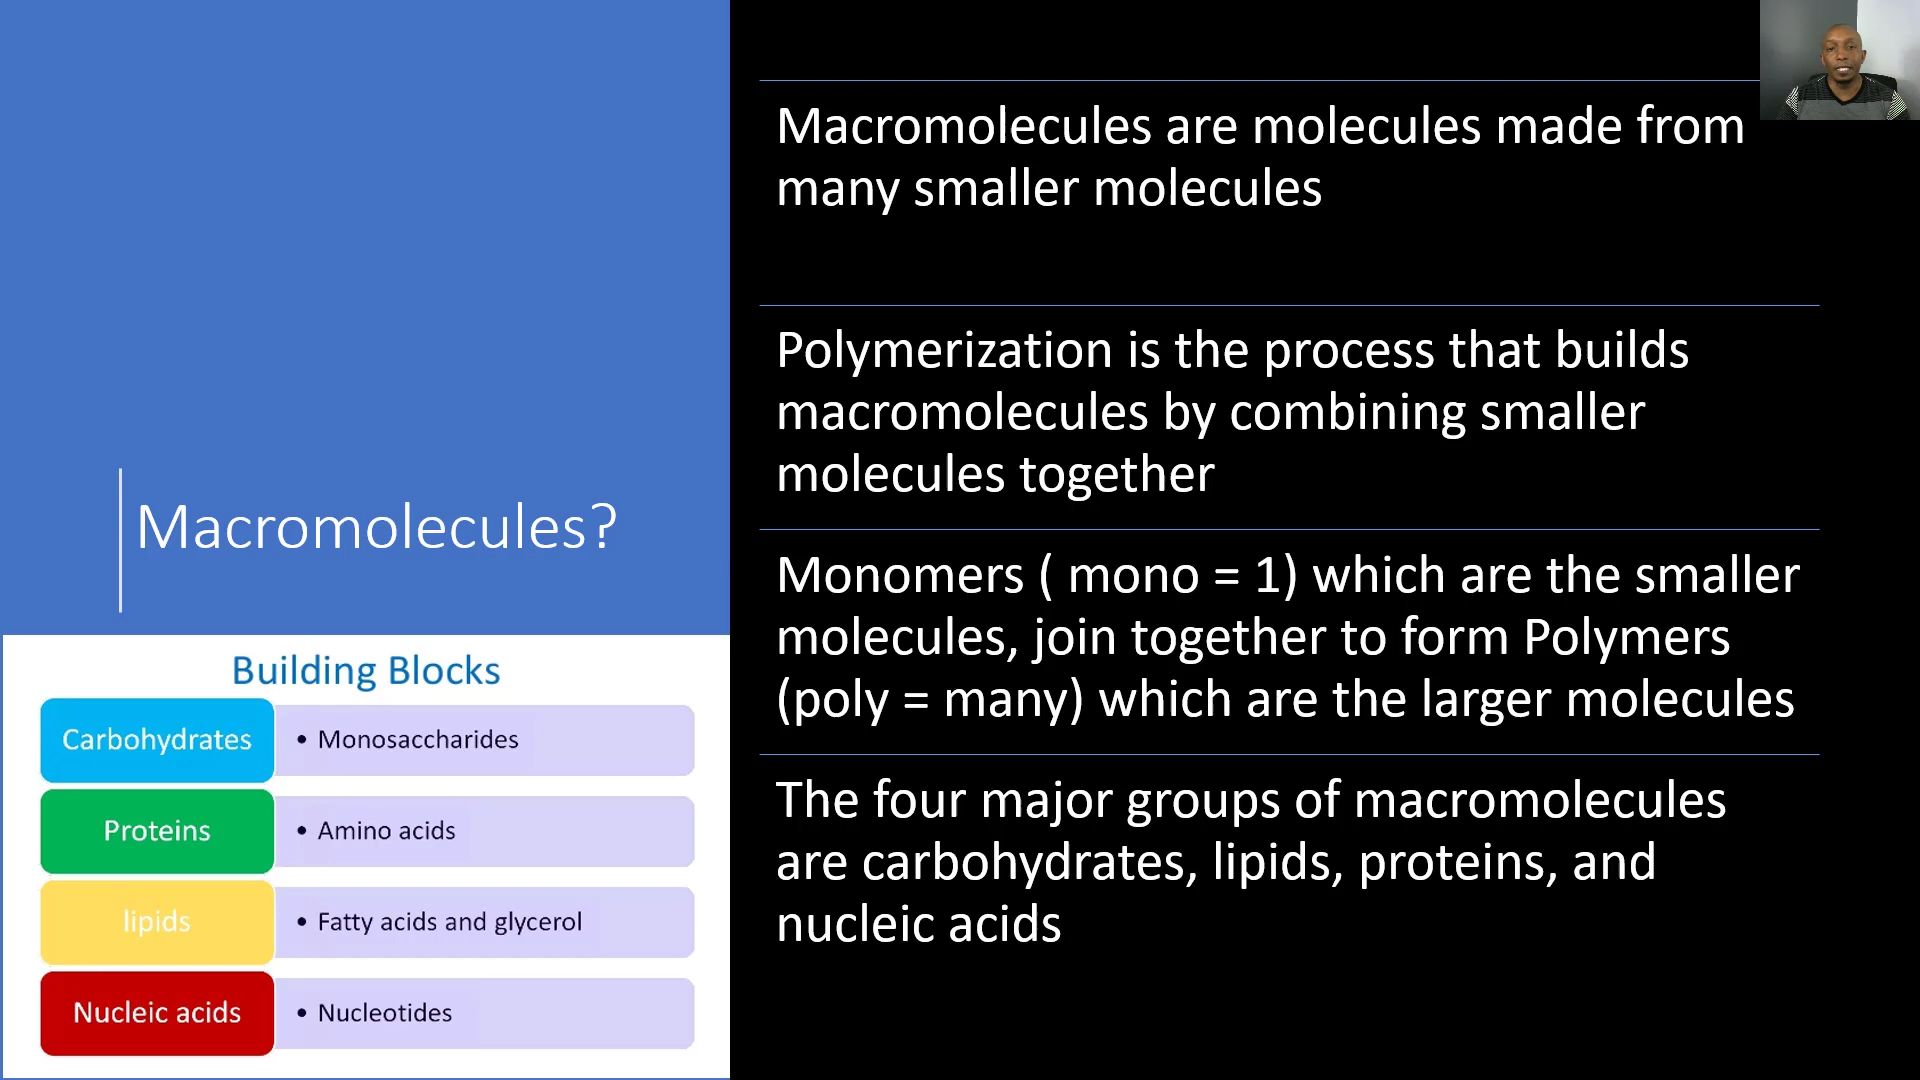 Macromolecules?
Building Blocks
Carbohydrates
• Monosaccharides
Proteins
• Amino acids
lipids
• Fatty acids and glycerol
Nucleic acids
• Nucleotides
Macromolecules are molecules made from
many smaller molecules
Polymerization is the process that builds
macromolecules by combining smaller
molecules together
Monomers ( mono = 1) which are the smaller
molecules, join together to form Polymers
(poly = many) which are the larger molecules
The four major groups of macromolecules
are carbohydrates, lipids, proteins, and
nucleic acids